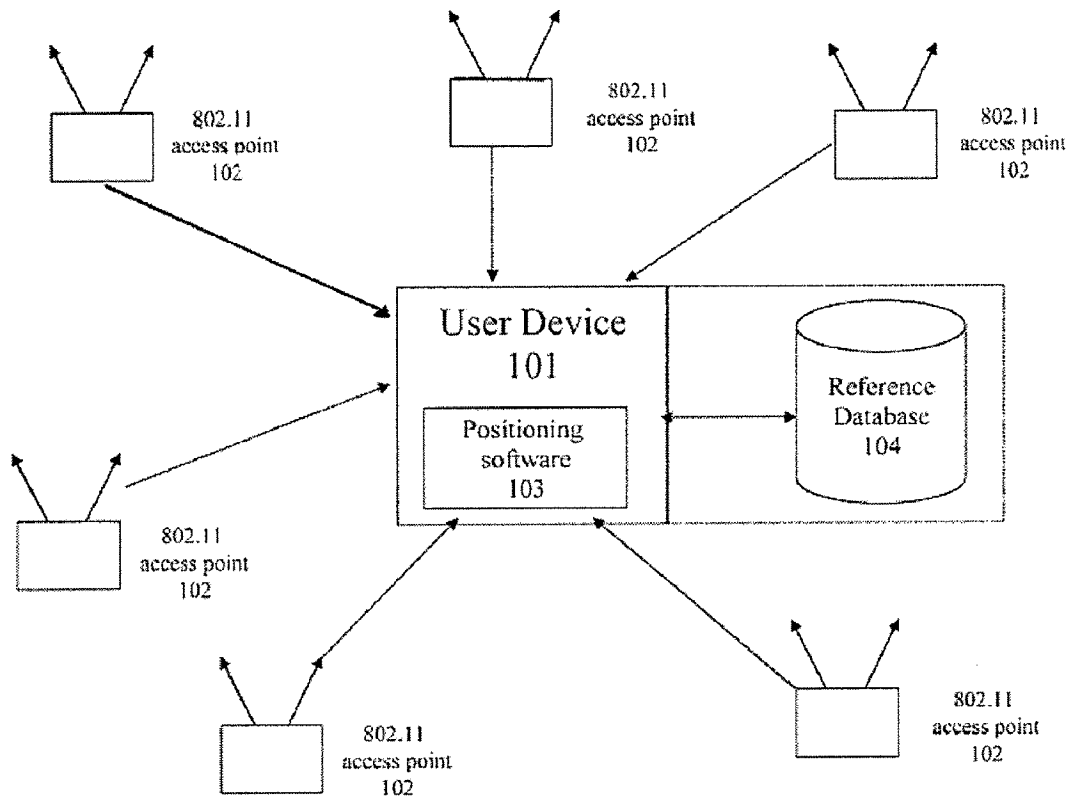 802.11
access point
102
802.11
access point
102
802.11
access point
102
User Device
101
Positioning
software
103
Reference
Database
104
802.11
access point
102
802.11
access point
102
802.11
access point
102